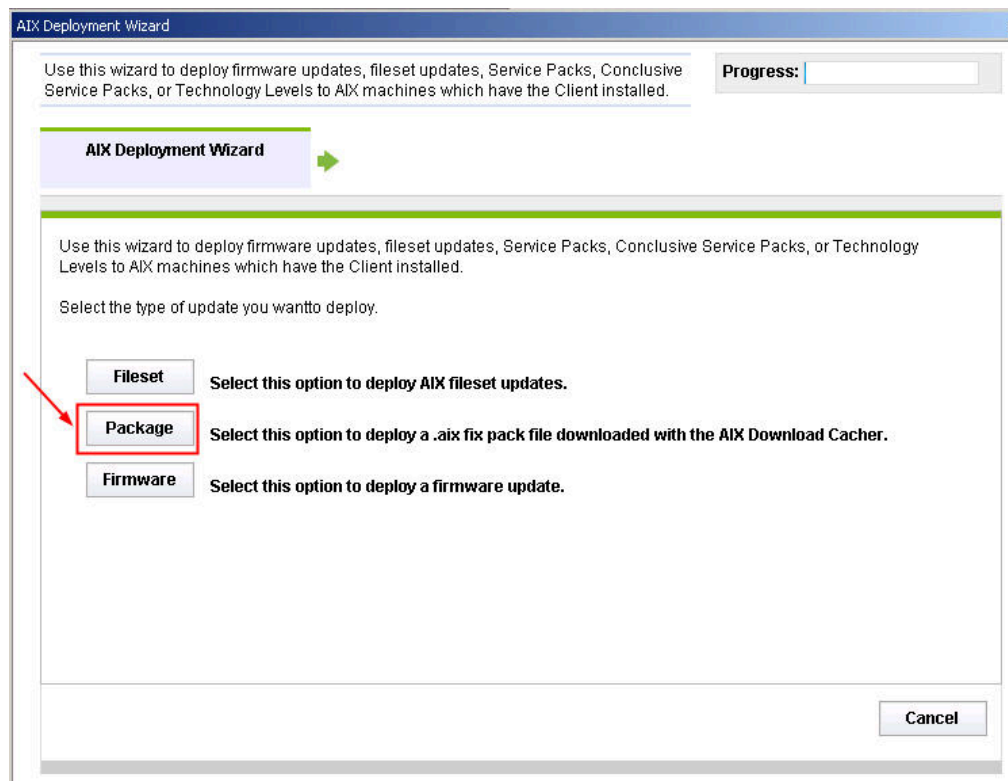 AIX Deployment Wizard
Use this wizard to deploy firmware updates, fileset updates, Service Packs, Conclusive
Service Packs, or Technology Levels to AIX machines which have the Client installed.
Progress:
AIX Deployment Wizard
Use this wizard to deploy firmware updates, fileset updates, Service Packs, Conclusive Service Packs, or Technology
Levels to AIX machines which have the Client installed.
Select the type of update you wantto deploy.
Fileset
Select this option to deploy AIX fileset updates.
Package
Select this option to deploy a .aix fix pack file downloaded with the AIX Download Cacher.
Firmware
Select this option to deploy a firmware update.
Cancel